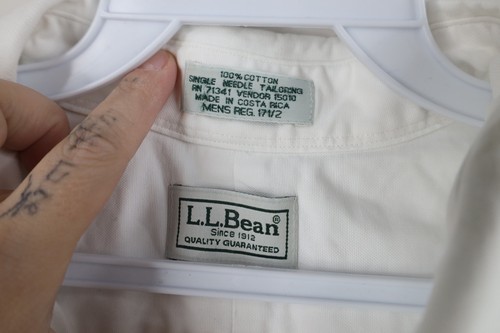 100% COTTON
SINGLE NEEDLE TAILORING
RN 71341 VENDOR 15010
MADE IN COSTA RICA
MENS REG. 17 1/2
L.L.Bean®
Since 1912
QUALITY GUARANTEED